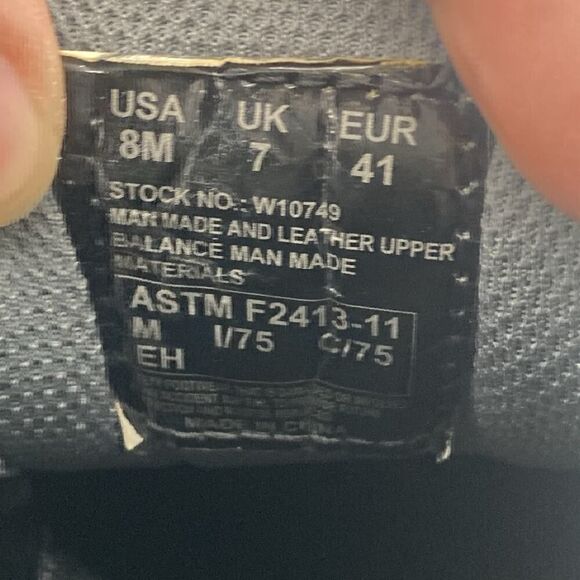 USA UK EUR
8M 7 41
STOCK NO.: W10749
MAN MADE AND LEATHER UPPER
BALANCE MAN MADE
MATERIALS
ASTM F2413-11
M I/75 C/75
EH
MADE IN CHINA